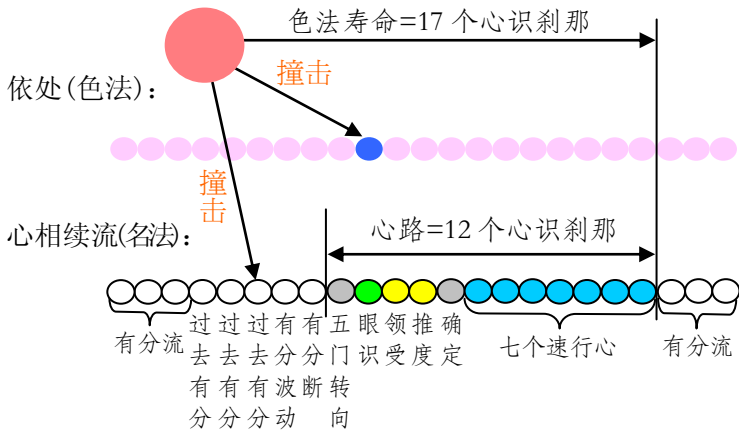 色法寿命=17 个心识刹那
撞击
依处(色法):
撞击
心相续流(名法):
心路=12 个心识刹那
有分流
过去有分
过去有分
过去有分
有分波动
有分断
五门转向
眼识
领受
推度
确定
七个速行心
有分流